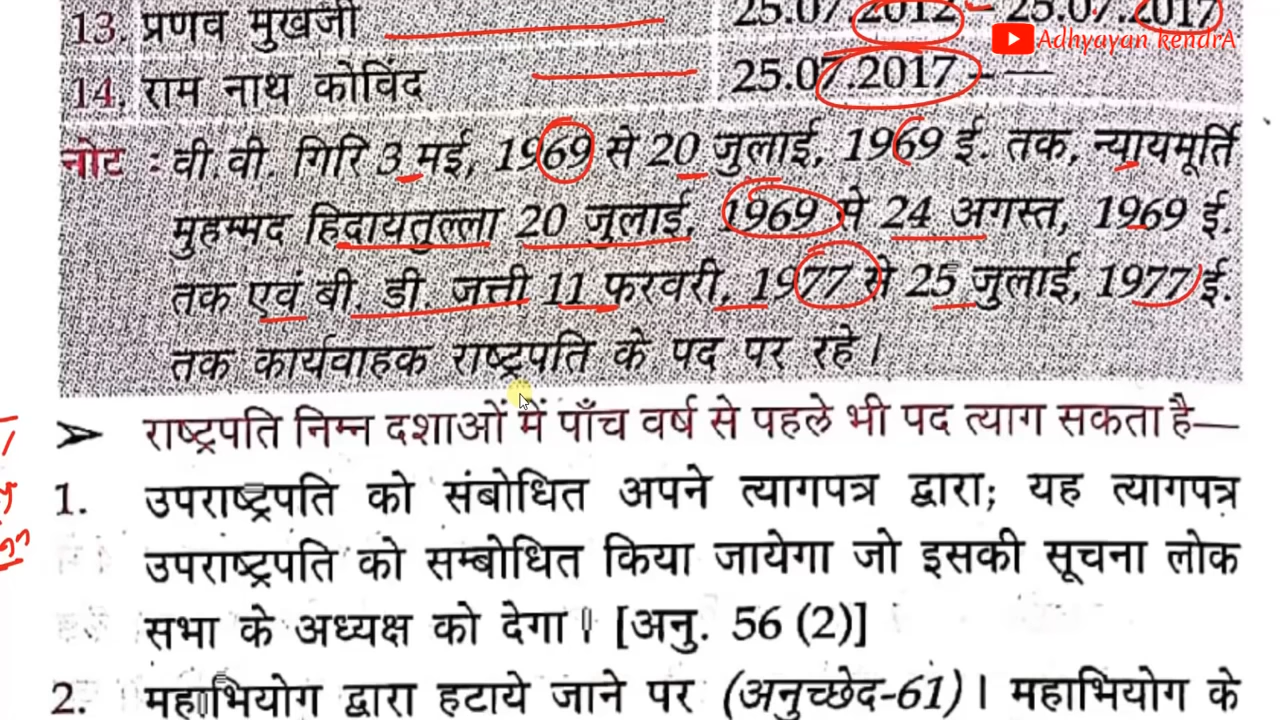 13. प्रणव मुखर्जी 25.07.2012 – 25.07.2017
Adhyayan kendrA
14. राम नाथ कोविंद 25.07.2017 – —
नोट : वी.वी. गिरि 3 मई, 1969 से 20 जुलाई, 1969 ई. तक, न्यायमूर्ति
मुहम्मद हिदायतुल्ला 20 जुलाई, 1969 से 24 अगस्त, 1969 ई.
तक एवं बी. डी. जत्ती 11 फरवरी, 1977 से 25 जुलाई, 1977 ई.
तक कार्यवाहक राष्ट्रपति के पद पर रहे।
➢ राष्ट्रपति निम्न दशाओं में पाँच वर्ष से पहले भी पद त्याग सकता है—
1. उपराष्ट्रपति को संबोधित अपने त्यागपत्र द्वारा; यह त्यागपत्र
उपराष्ट्रपति को सम्बोधित किया जायेगा जो इसकी सूचना लोक
सभा के अध्यक्ष को देगा। [अनु. 56 (2)]
2. महाभियोग द्वारा हटाये जाने पर (अनुच्छेद-61)। महाभियोग के